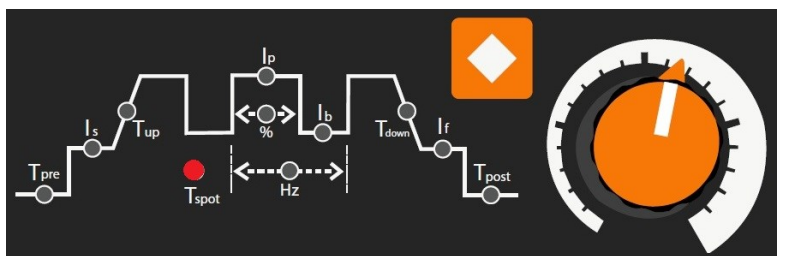 Ip
Ib
%
Is
Tup
Tdown
If
Tpre
Tpost
Tspot
Hz